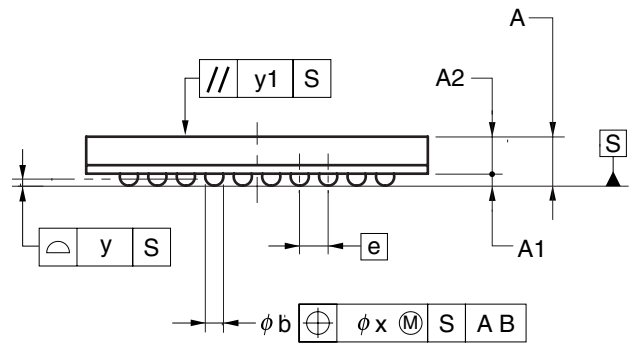 A
// y1 S
A2
S
⌓ y S
e
A1
ϕ b ⌖ ϕ x Ⓜ S A B